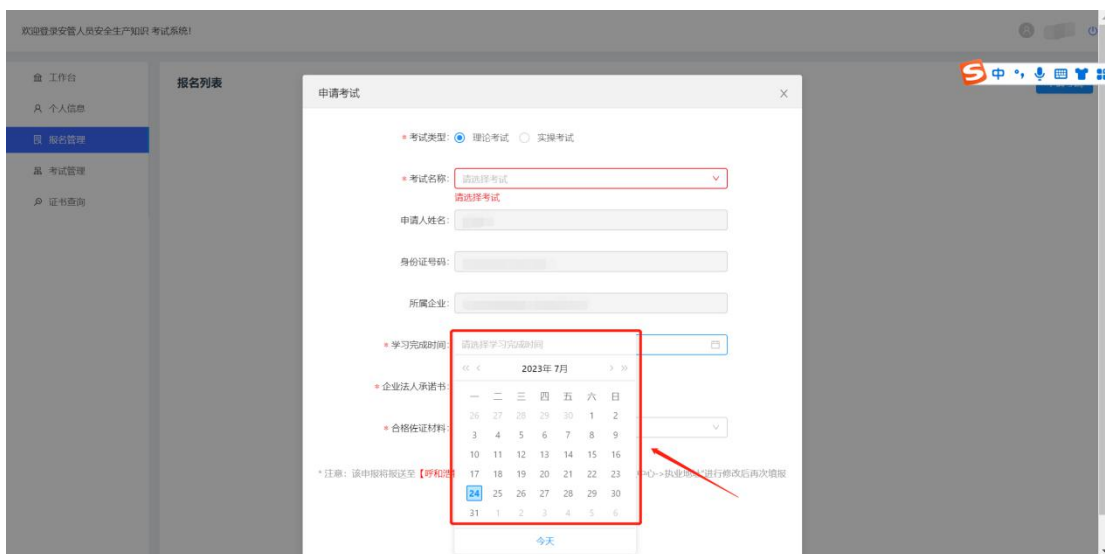 欢迎登录安管人员安全生产知识 考试系统!
中
工作台
个人信息
报名管理
考试管理
证书查询
报名列表
申请考试
* 考试类型: 理论考试 实操考试
* 考试名称: 请选择考试
请选择考试
申请人姓名:
身份证号码:
所属企业:
* 学习完成时间: 请选择学习完成时间
2023年 7月
一 二 三 四 五 六 日
26 27 28 29 30 1 2
3 4 5 6 7 8 9
10 11 12 13 14 15 16
17 18 19 20 21 22 23
24 25 26 27 28 29 30
31 1 2 3 4 5 6
今天
* 企业法人承诺书:
* 合格佐证材料:
* 注意: 该申报将报送至【呼和浩 中心->执业地址"进行修改后再次填报